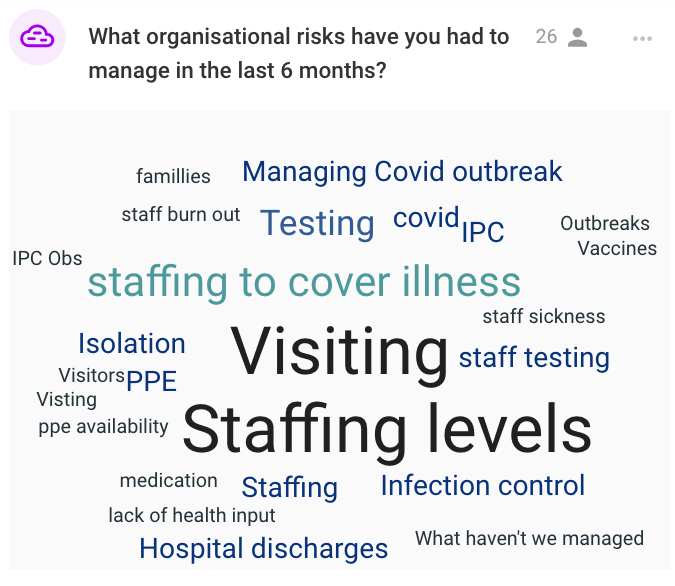 What organisational risks have you had to
manage in the last 6 months?
26
famillies
Managing Covid outbreak
staff burn out
Testing
covid
IPC
Outbreaks
Vaccines
IPC Obs
staffing to cover illness
staff sickness
Isolation
Visiting
staff testing
Visitors
PPE
Visting
ppe availability
Staffing levels
medication
Staffing
Infection control
lack of health input
Hospital discharges
What haven't we managed